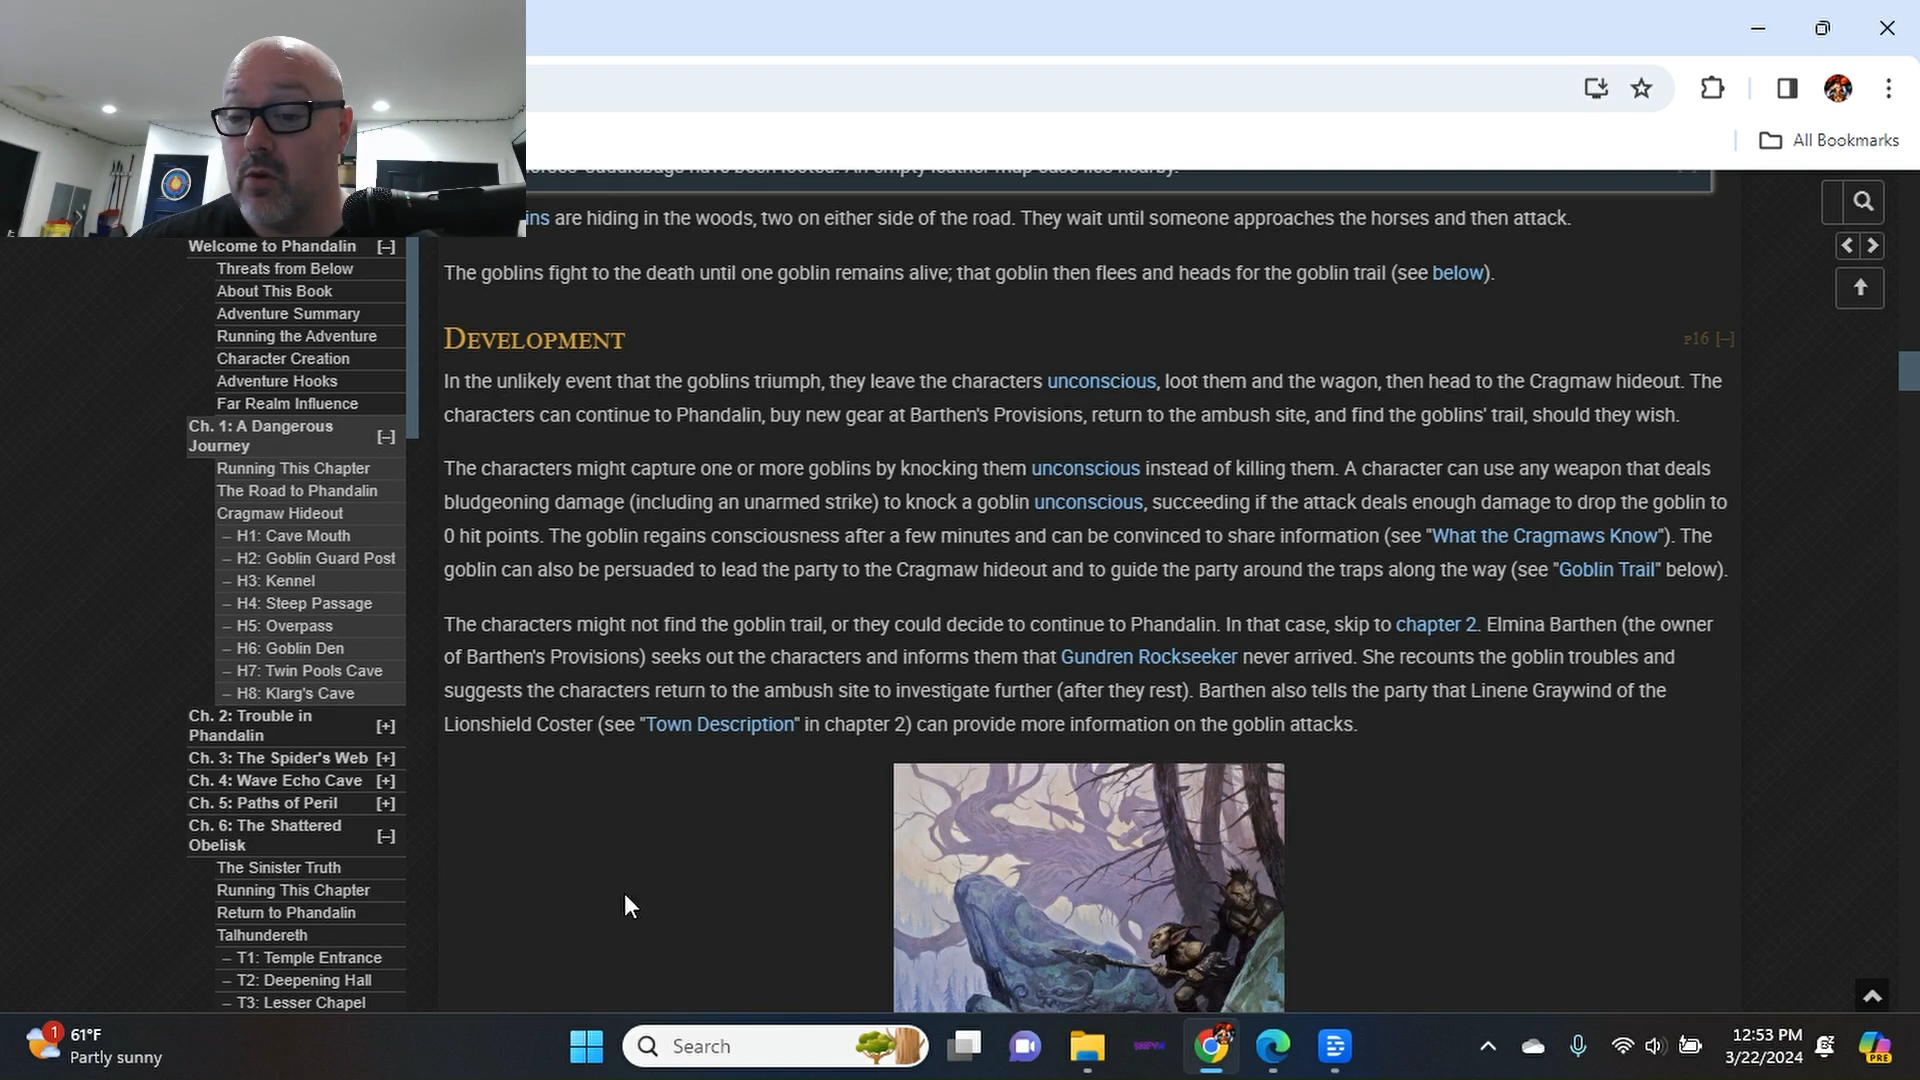 All Bookmarks
ins are hiding in the woods, two on either side of the road. They wait until someone approaches the horses and then attack.
The goblins fight to the death until one goblin remains alive; that goblin then flees and heads for the goblin trail (see below).
DEVELOPMENT
P16 [–]
In the unlikely event that the goblins triumph, they leave the characters unconscious, loot them and the wagon, then head to the Cragmaw hideout. The
characters can continue to Phandalin, buy new gear at Barthen's Provisions, return to the ambush site, and find the goblins' trail, should they wish.
The characters might capture one or more goblins by knocking them unconscious instead of killing them. A character can use any weapon that deals
bludgeoning damage (including an unarmed strike) to knock a goblin unconscious, succeeding if the attack deals enough damage to drop the goblin to
0 hit points. The goblin regains consciousness after a few minutes and can be convinced to share information (see "What the Cragmaws Know"). The
goblin can also be persuaded to lead the party to the Cragmaw hideout and to guide the party around the traps along the way (see "Goblin Trail" below).
The characters might not find the goblin trail, or they could decide to continue to Phandalin. In that case, skip to chapter 2. Elmina Barthen (the owner
of Barthen's Provisions) seeks out the characters and informs them that Gundren Rockseeker never arrived. She recounts the goblin troubles and
suggests the characters return to the ambush site to investigate further (after they rest). Barthen also tells the party that Linene Graywind of the
Lionshield Coster (see "Town Description" in chapter 2) can provide more information on the goblin attacks.
Welcome to Phandalin [–]
Threats from Below
About This Book
Adventure Summary
Running the Adventure
Character Creation
Adventure Hooks
Far Realm Influence
Ch. 1: A Dangerous
Journey [–]
Running This Chapter
The Road to Phandalin
Cragmaw Hideout
– H1: Cave Mouth
– H2: Goblin Guard Post
– H3: Kennel
– H4: Steep Passage
– H5: Overpass
– H6: Goblin Den
– H7: Twin Pools Cave
– H8: Klarg's Cave
Ch. 2: Trouble in
Phandalin [+]
Ch. 3: The Spider's Web [+]
Ch. 4: Wave Echo Cave [+]
Ch. 5: Paths of Peril [+]
Ch. 6: The Shattered
Obelisk [–]
The Sinister Truth
Running This Chapter
Return to Phandalin
Talhundereth
– T1: Temple Entrance
– T2: Deepening Hall
– T3: Lesser Chapel
1
61°F
Partly sunny
Search
12:53 PM
3/22/2024
PRE